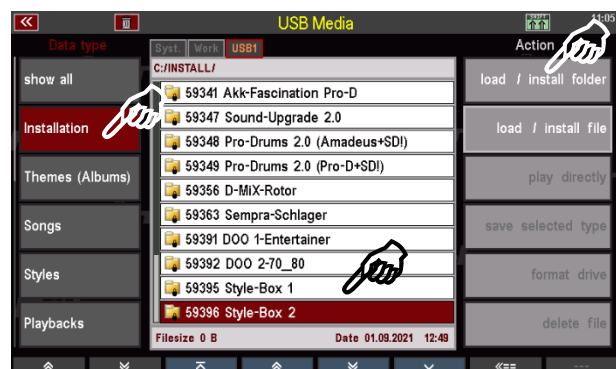 USB Media
11:05
Data type
Syst. Work USB1
Action
C:/INSTALL/
show all
Installation
Themes (Albums)
Songs
Styles
Playbacks
59341 Akk-Fascination Pro-D
59347 Sound-Upgrade 2.0
59348 Pro-Drums 2.0 (Amadeus+SD!)
59349 Pro-Drums 2.0 (Pro-D+SD!)
59356 D-MiX-Rotor
59363 Sempra-Schlager
59391 DOO 1-Entertainer
59392 DOO 2-70__80
59395 Style-Box 1
59396 Style-Box 2
Filesize 0 B Date 01.09.2021 12:49
load / install folder
load / install file
play directly
save selected type
format drive
delete file